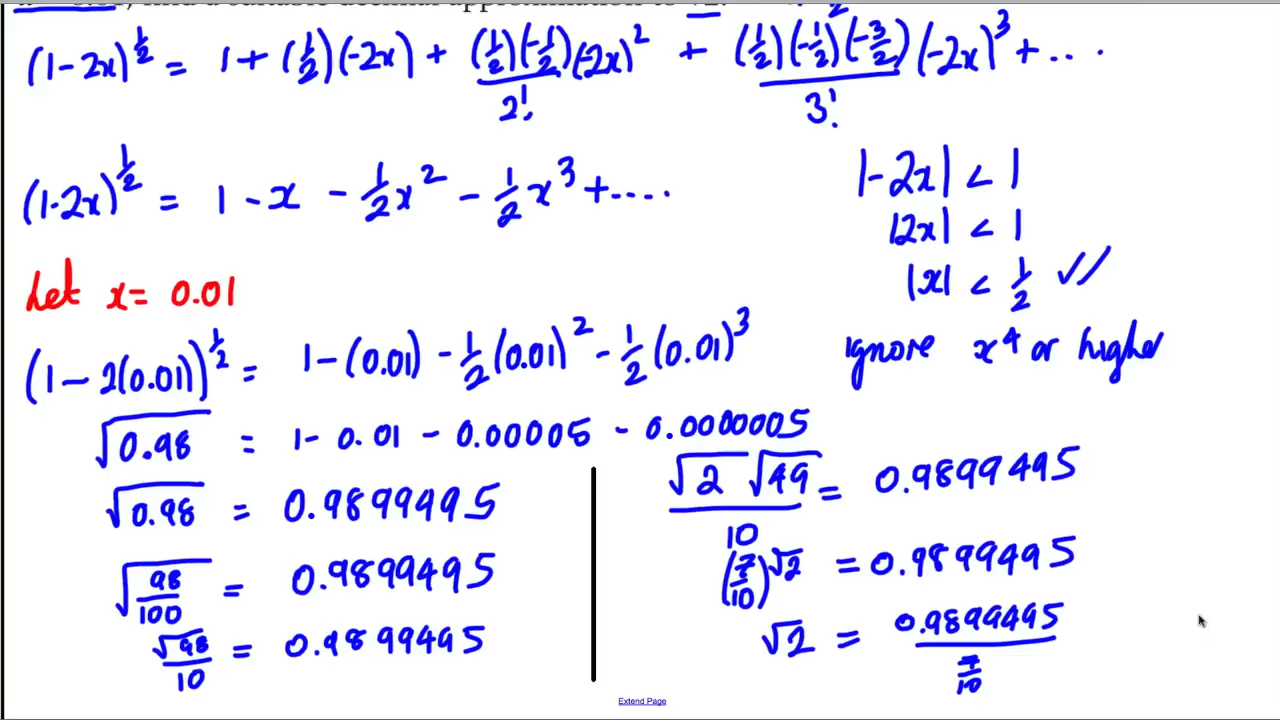 (1-2x)^½ = 1 + (½)(-2x) + (½)(-½)/2! (-2x)² + (½)(-½)(-3/2)/3! (-2x)³ + ....
(1-2x)^½ = 1 - x - ½x² - ½x³ + .....
|-2x| < 1
|2x| < 1
|x| < ½ ✓✓
Let x = 0.01
(1 - 2(0.01))^½ = 1 - (0.01) - ½(0.01)² - ½(0.01)³
ignore x⁴ or higher
√0.98 = 1 - 0.01 - 0.00005 - 0.0000005
√0.98 = 0.9899495
√(98/100) = 0.9899495
√98/10 = 0.9899495
√2 √49/10 = 0.9899495
(7/10)√2 = 0.9899495
√2 = 0.9899495/(7/10)
Extend Page